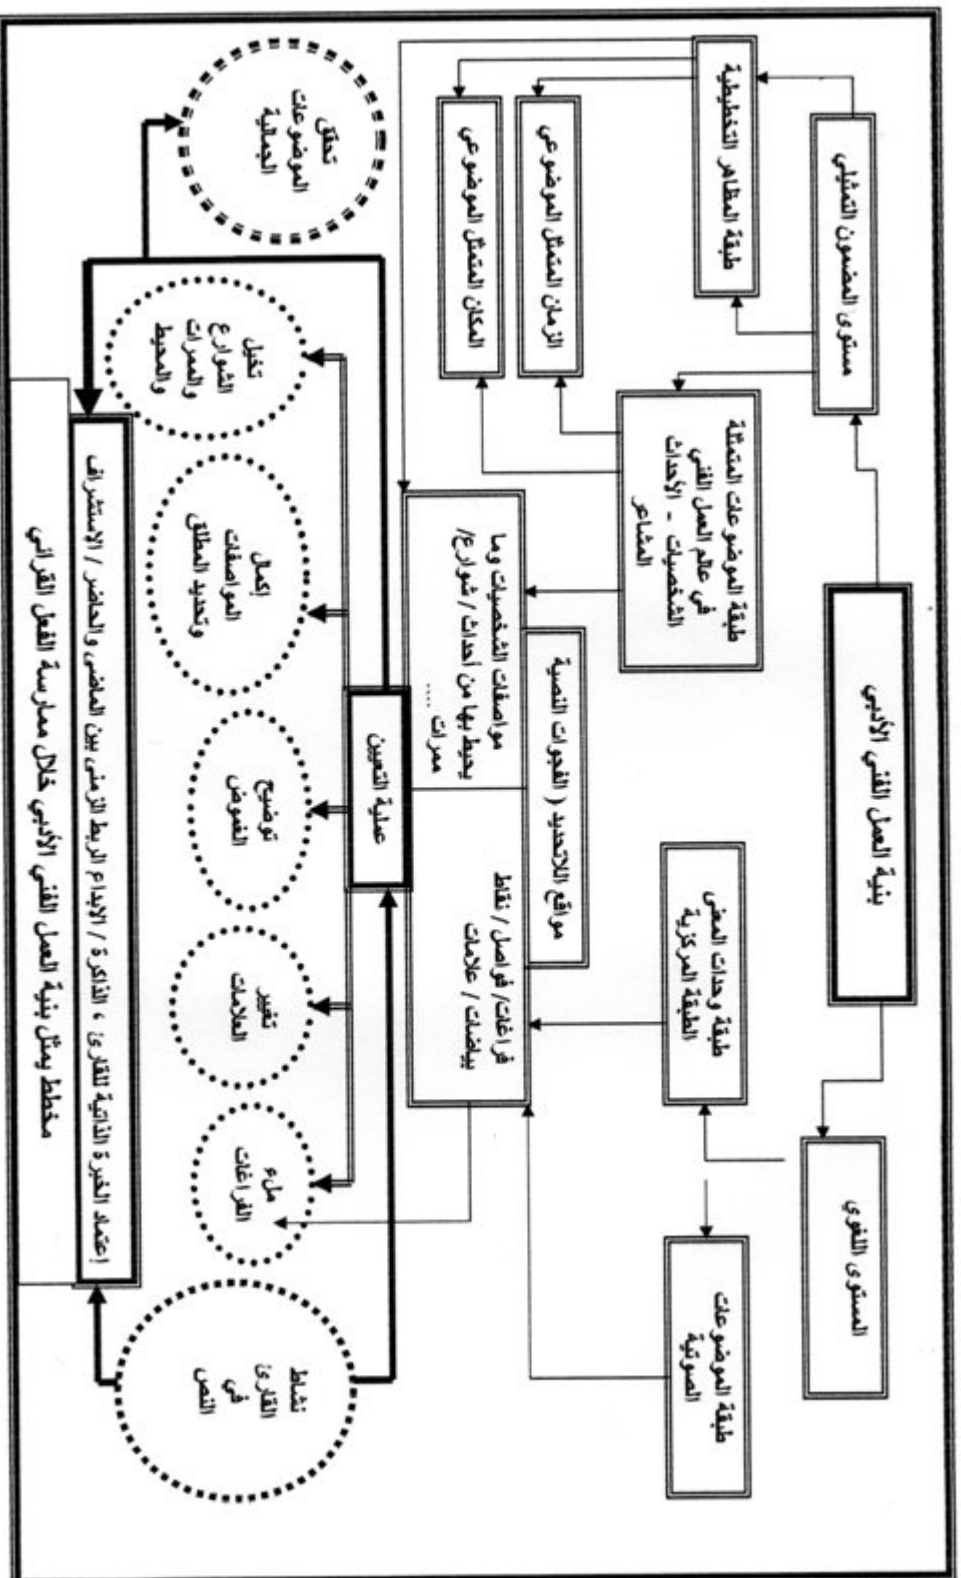 بنية العمل الفني الأدبي
المستوى اللغوي
مستوى المضمون التمثيلي
طبقة الموضوعات
الصوتية
طبقة وحدات المعنى
الطبقة المركزية
طبقة الموضوعات المتمثلة
في عالم العمل الفني
الشخصيات - الأحداث
المشاعر
طبقة المظاهر التخطيطية
الزمان المتمثل الموضوعي
المكان المتمثل الموضوعي
مواقع اللاتحديد ( الفجوات النصية
فراغات/ فواصل / نقاط
بياضات / علامات
مواصفات الشخصيات وما
يحيط بها من أحداث/ شوارع/
ممرات ....
عملية التعيين
نشاط
القارئ
في
النص
ملء
الفراغات
تغيير
العلامات
توضيح
الغموض
إكمال
المواصفات
وتحديد المطلق
تخيل
الشوارع
والممرات
والمحيط
تحقق
الموضوعات
الجمالية
إعتماد الخبرة الذاتية للقارئ ، الذاكرة / الابداع الربط الزمنى بين الماضى والحاضر / الإستشراف
مخطط يمثل بنية العمل الفني الأدبي خلال ممارسة الفعل القرائي